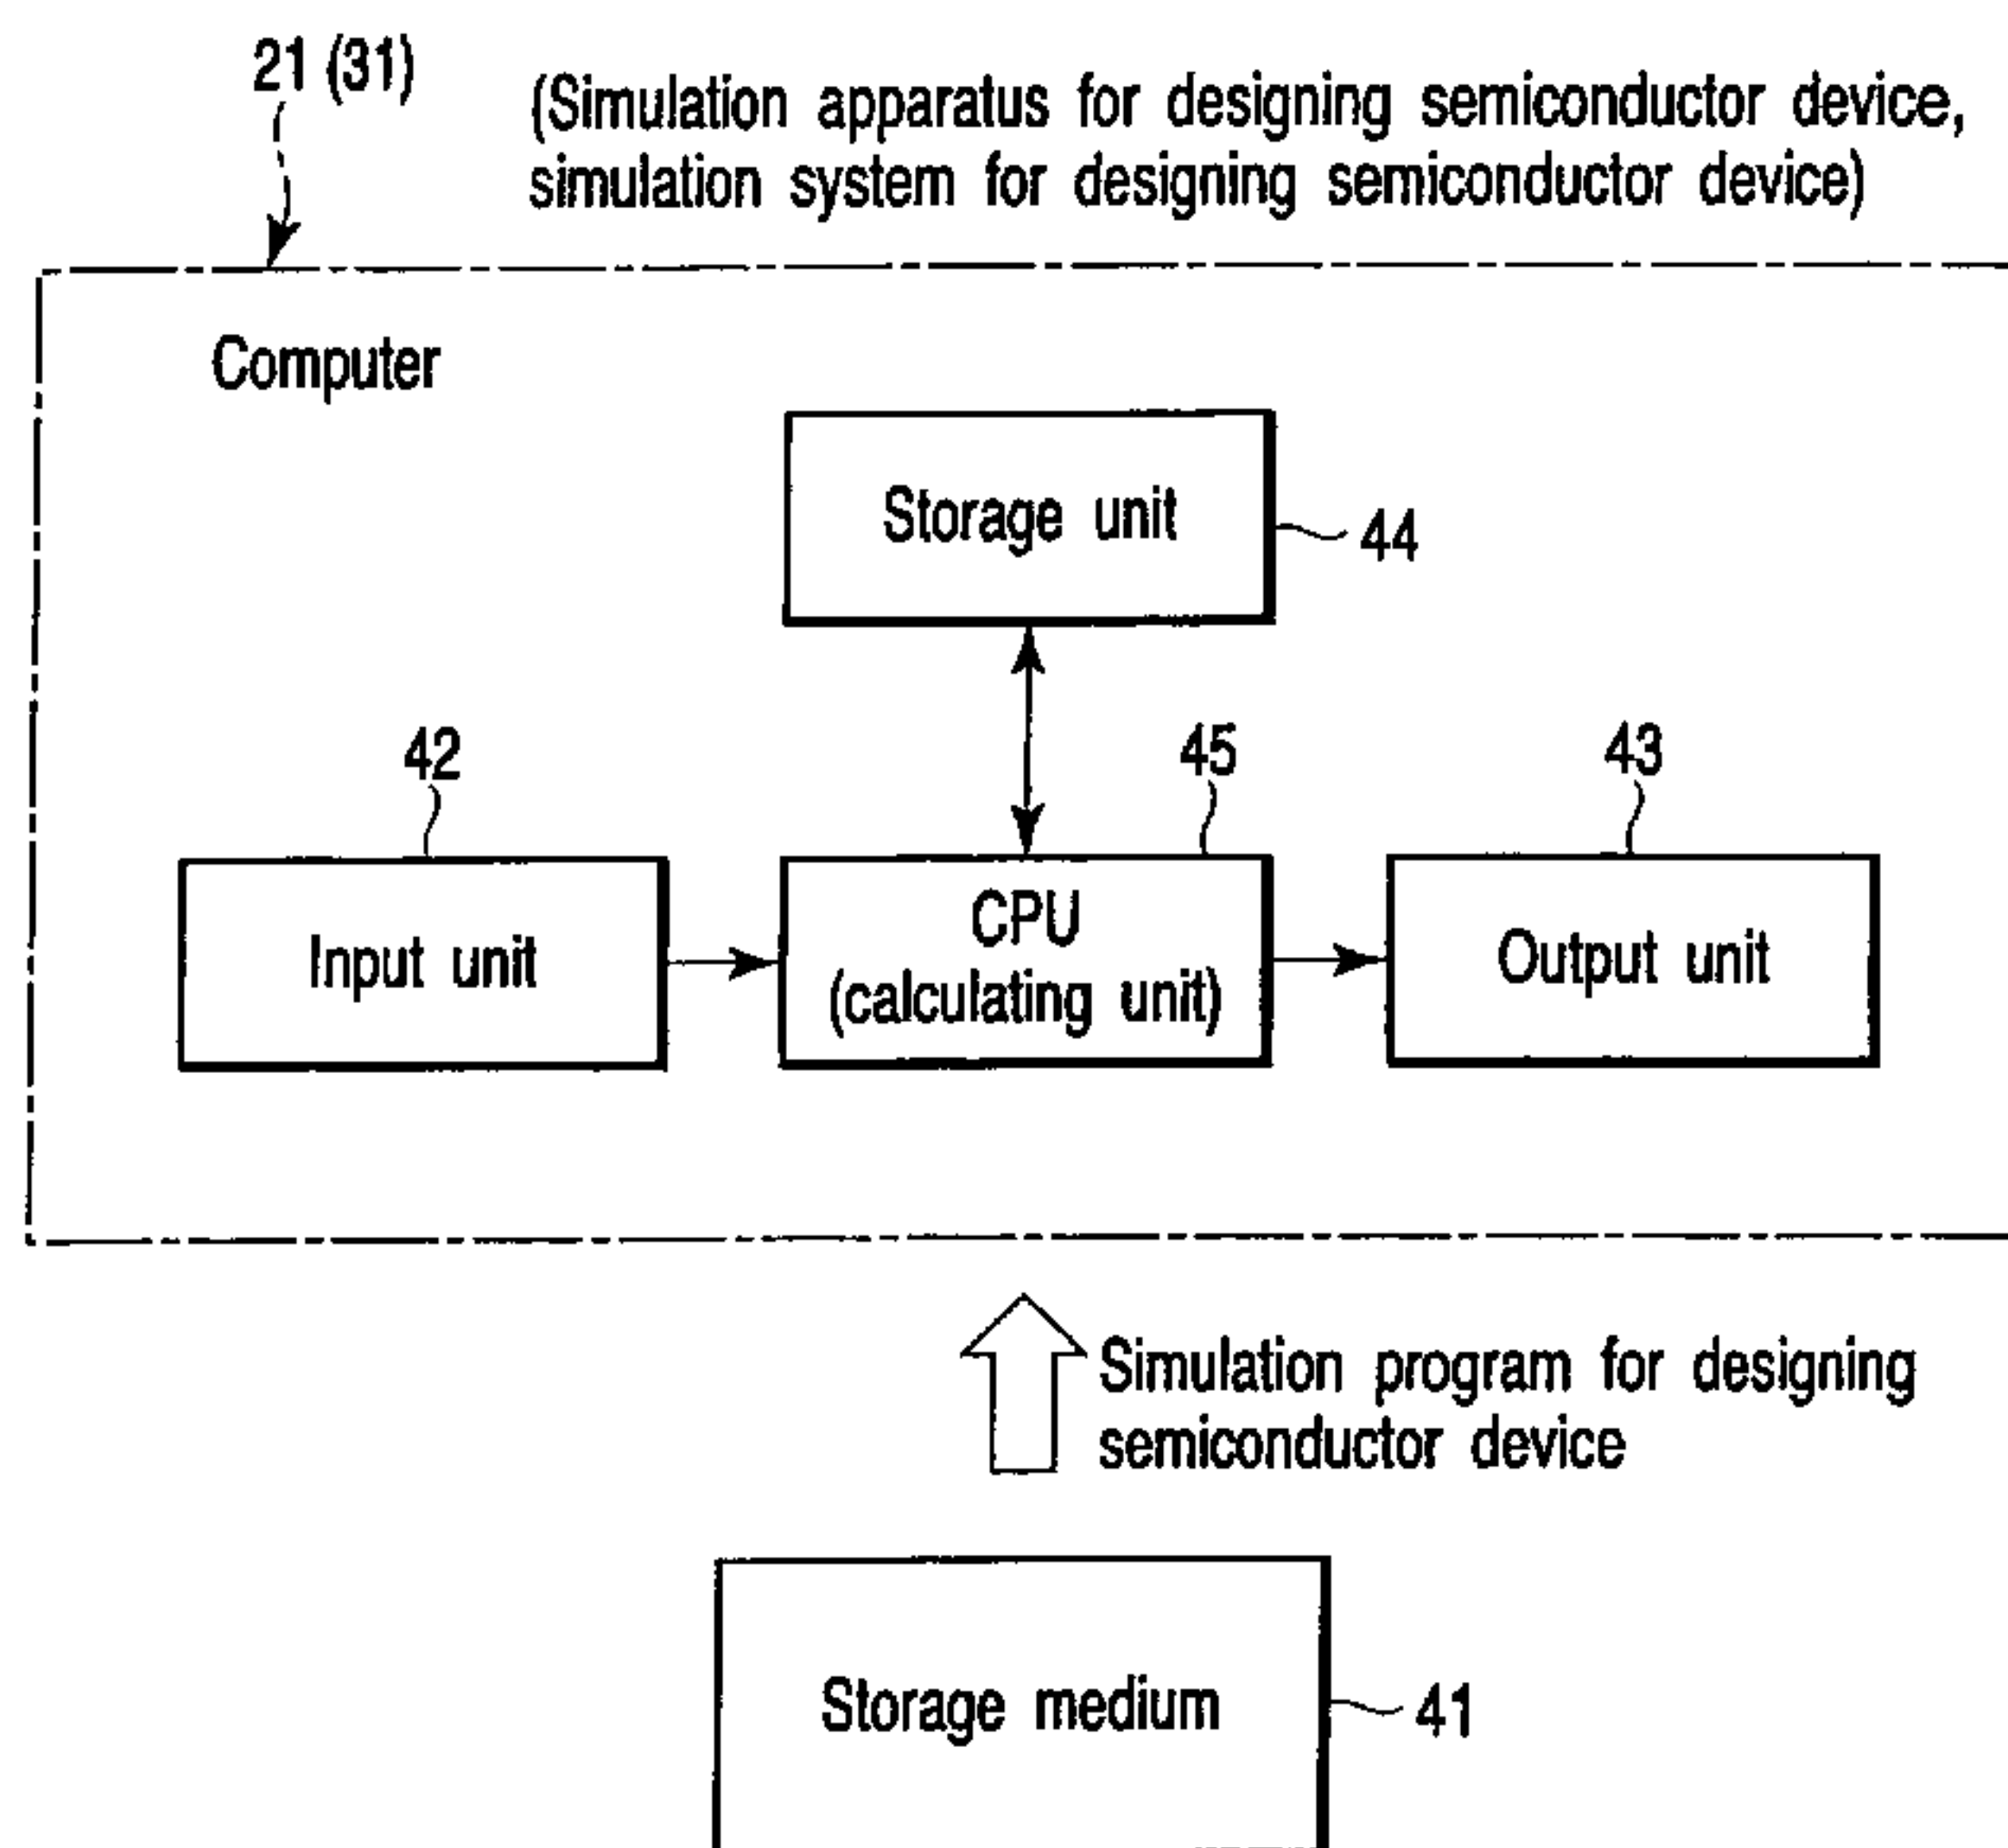 21 (31)
(Simulation apparatus for designing semiconductor device,
simulation system for designing semiconductor device)
Computer
Storage unit
44
42
45
43
Input unit
CPU
(calculating unit)
Output unit
Simulation program for designing
semiconductor device
Storage medium
41